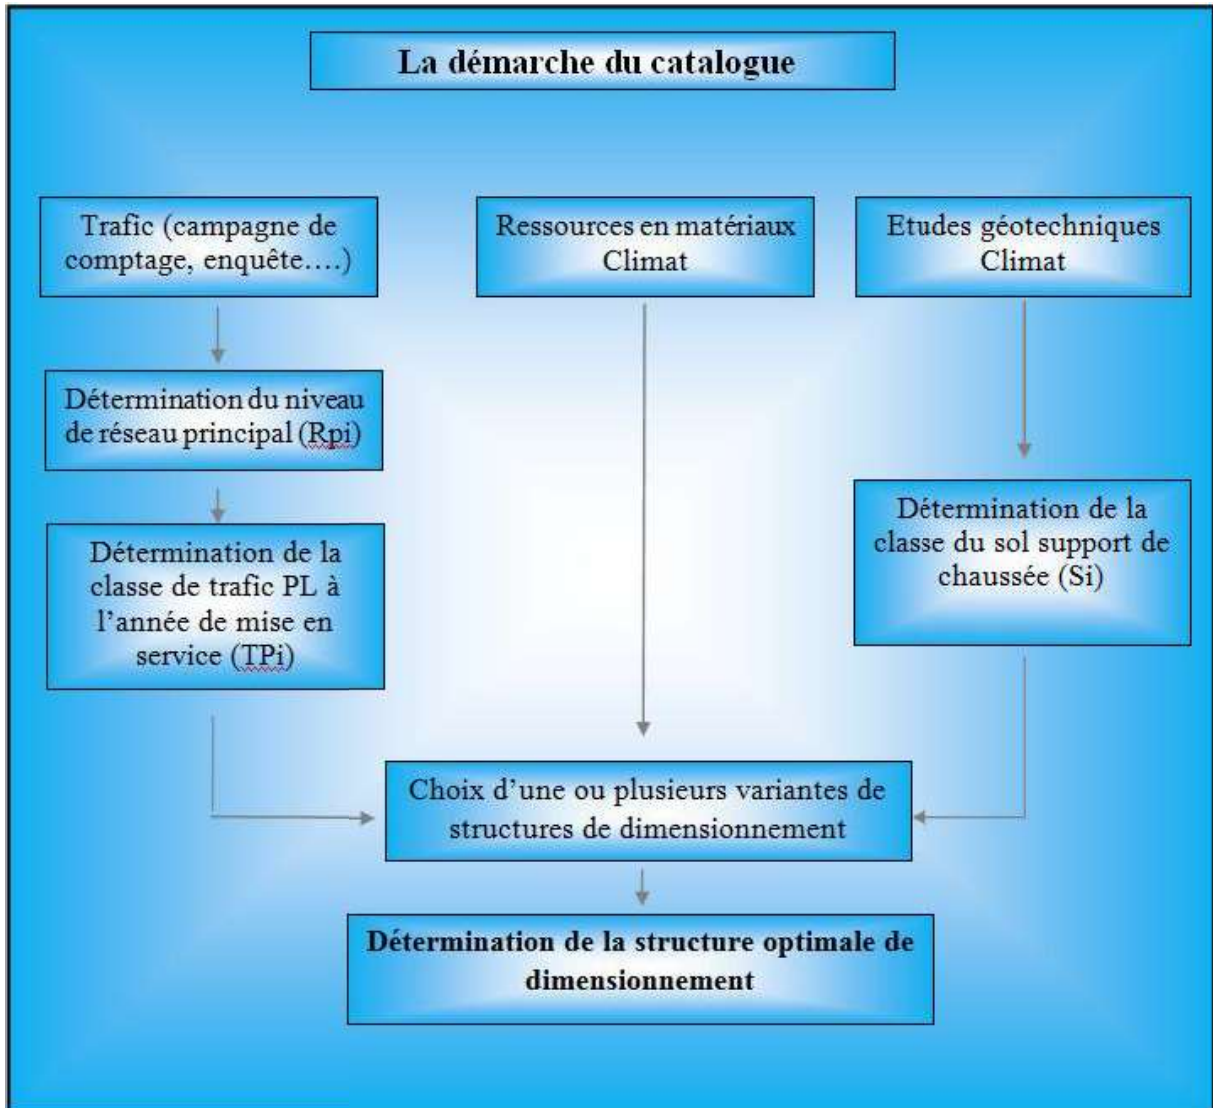 La démarche du catalogue
Trafic (campagne de
comptage, enquête….)
Ressources en matériaux
Climat
Etudes géotechniques
Climat
Détermination du niveau
de réseau principal (Rpi)
Détermination de la
classe de trafic PL à
l’année de mise en
service (TPi)
Détermination de la
classe du sol support de
chaussée (Si)
Choix d’une ou plusieurs variantes de
structures de dimensionnement
Détermination de la structure optimale de
dimensionnement